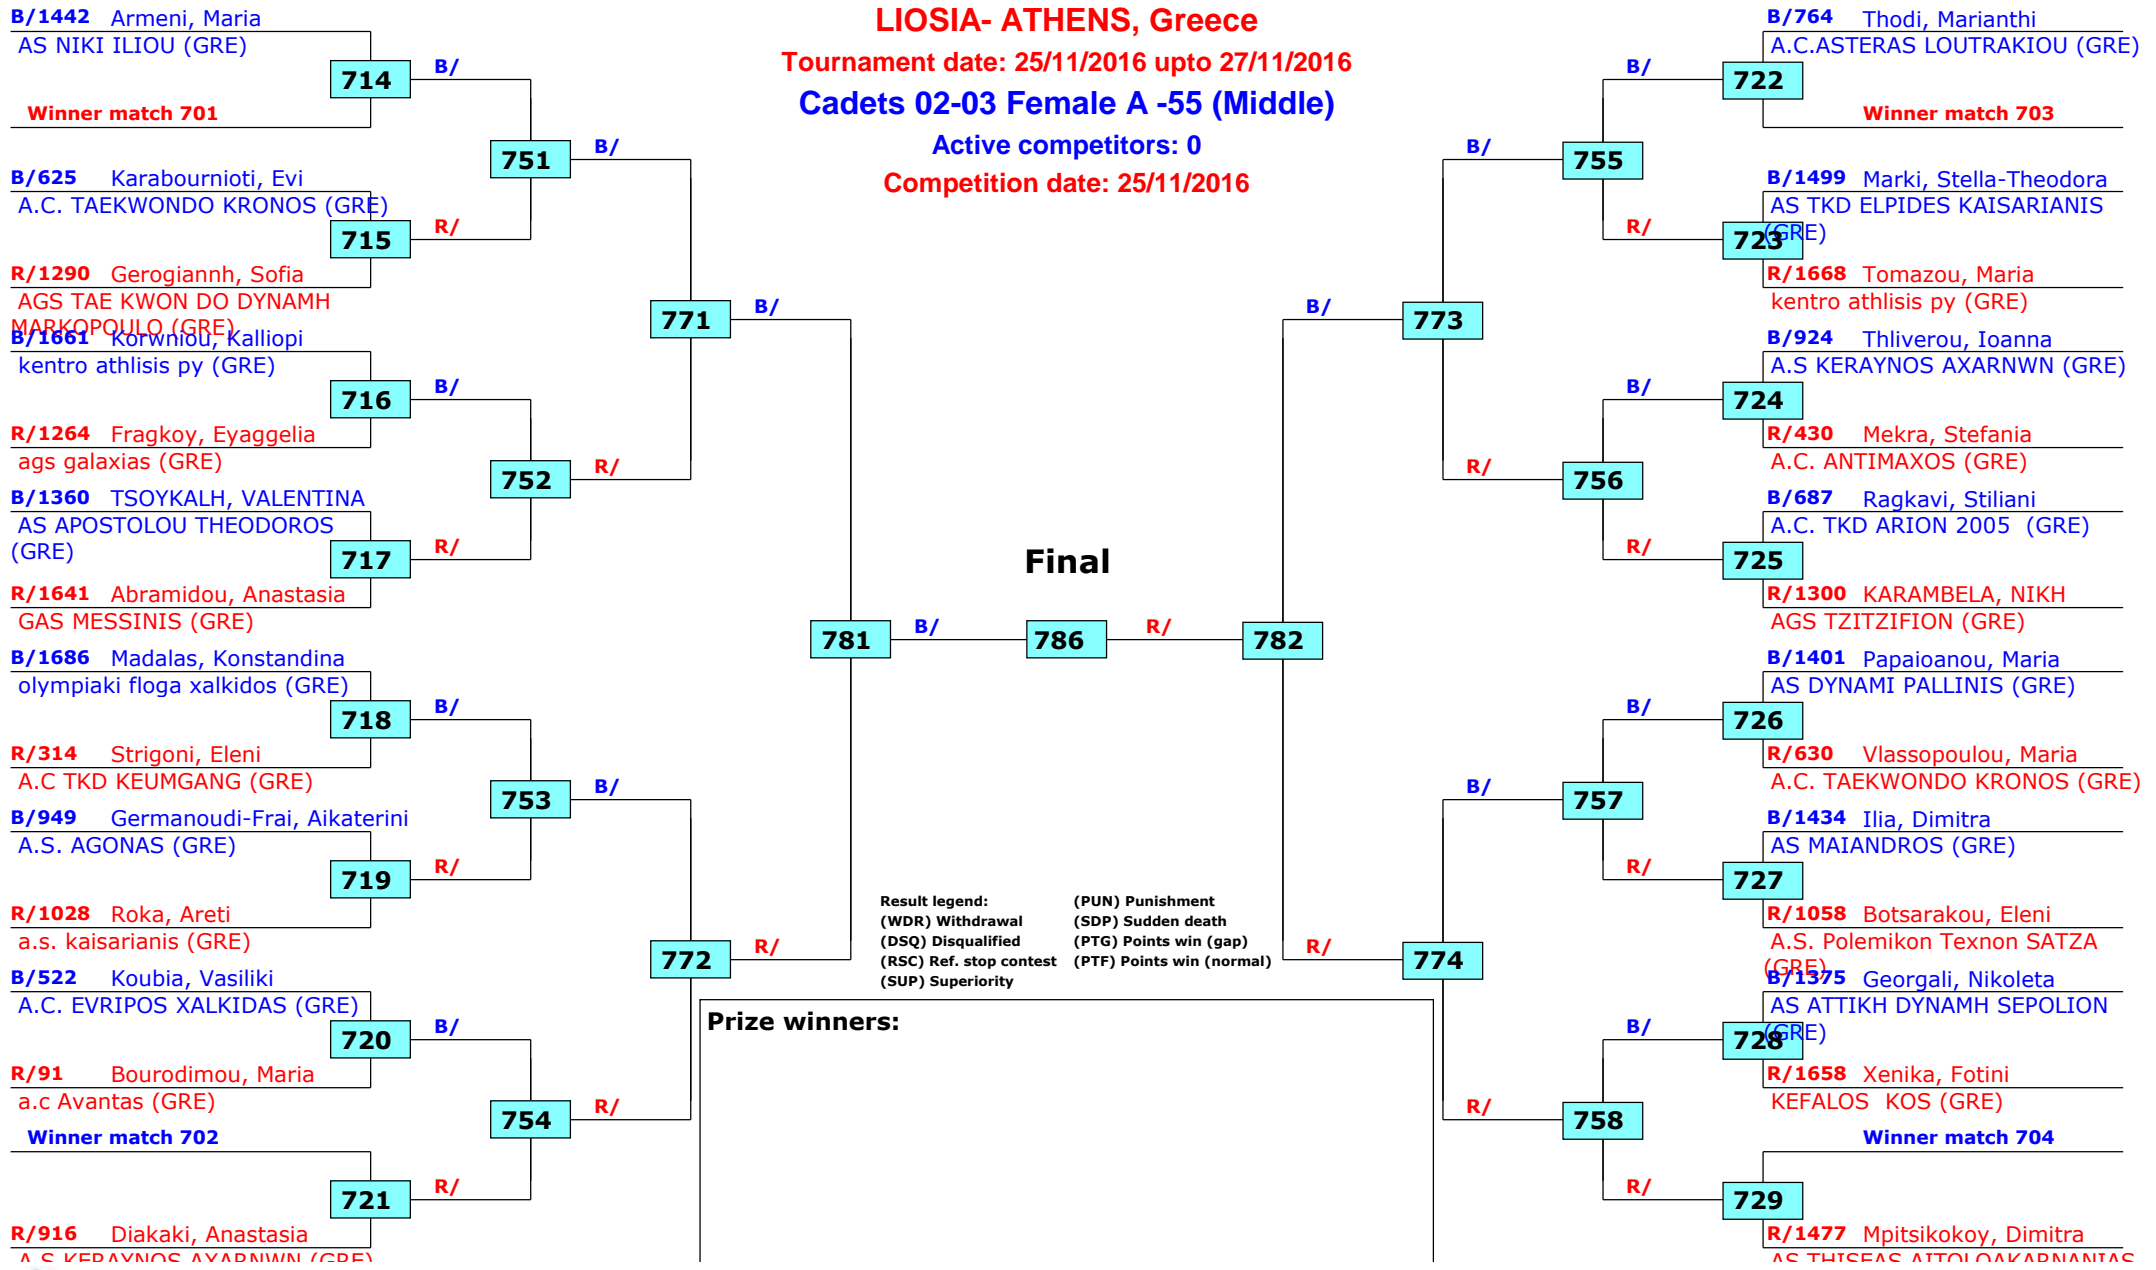 LIOSIA- ATHENS, Greece
Tournament date: 25/11/2016 upto 27/11/2016
Cadets 02-03 Female A -55 (Middle)
Active competitors: 0
Competition date: 25/11/2016
B/1442 Armeni, Maria
AS NIKI ILIOU (GRE)
714
B/
Winner match 701
751
B/
B/625 Karabournioti, Evi
A.C. TAEKWONDO KRONOS (GRE)
715
R/
R/1290 Gerogiannh, Sofia
AGS TAE KWON DO DYNAMH
MARKOPOULO (GRE)
771
B/
B/1661 Korwniou, Kalliopi
kentro athlisis py (GRE)
716
B/
R/1264 Fragkoy, Eyaggelia
ags galaxias (GRE)
752
R/
B/1360 TSOYKALH, VALENTINA
AS APOSTOLOU THEODOROS
(GRE)
717
R/
R/1641 Abramidou, Anastasia
GAS MESSINIS (GRE)
781
B/
B/1686 Madalas, Konstandina
olympiaki floga xalkidos (GRE)
718
B/
R/314 Strigoni, Eleni
A.C TKD KEUMGANG (GRE)
753
B/
B/949 Germanoudi-Frai, Aikaterini
A.S. AGONAS (GRE)
719
R/
R/1028 Roka, Areti
a.s. kaisarianis (GRE)
772
R/
B/522 Koubia, Vasiliki
A.C. EVRIPOS XALKIDAS (GRE)
720
B/
R/91 Bourodimou, Maria
a.c Avantas (GRE)
754
R/
Winner match 702
721
R/
R/916 Diakaki, Anastasia
A.S KERAYNOS AXARNWN (GRE)
Final
786
R/
782
Result legend:
(WDR) Withdrawal
(DSQ) Disqualified
(RSC) Ref. stop contest
(SUP) Superiority
(PUN) Punishment
(SDP) Sudden death
(PTG) Points win (gap)
(PTF) Points win (normal)
Prize winners:
B/764 Thodi, Marianthi
A.C.ASTERAS LOUTRAKIOU (GRE)
B/
722
Winner match 703
B/
755
B/1499 Marki, Stella-Theodora
AS TKD ELPIDES KAISARIANIS
(GRE)
R/
723
R/1668 Tomazou, Maria
kentro athlisis py (GRE)
B/
773
B/924 Thliverou, Ioanna
A.S KERAYNOS AXARNWN (GRE)
B/
724
R/430 Mekra, Stefania
A.C. ANTIMAXOS (GRE)
R/
756
B/687 Ragkavi, Stiliani
A.C. TKD ARION 2005 (GRE)
R/
725
R/1300 KARAMBELA, NIKH
AGS TZITZIFION (GRE)
B/1401 Papaioanou, Maria
AS DYNAMI PALLINIS (GRE)
B/
726
R/630 Vlassopoulou, Maria
A.C. TAEKWONDO KRONOS (GRE)
B/
757
B/1434 Ilia, Dimitra
AS MAIANDROS (GRE)
R/
727
R/1058 Botsarakou, Eleni
A.S. Polemikon Texnon SATZA
(GRE)
R/
774
B/1375 Georgali, Nikoleta
AS ATTIKH DYNAMH SEPOLION
(GRE)
B/
728
R/1658 Xenika, Fotini
KEFALOS KOS (GRE)
R/
758
Winner match 704
R/
729
R/1477 Mpitsikokoy, Dimitra
AS THISEAS AITOLOAKARNANIAS